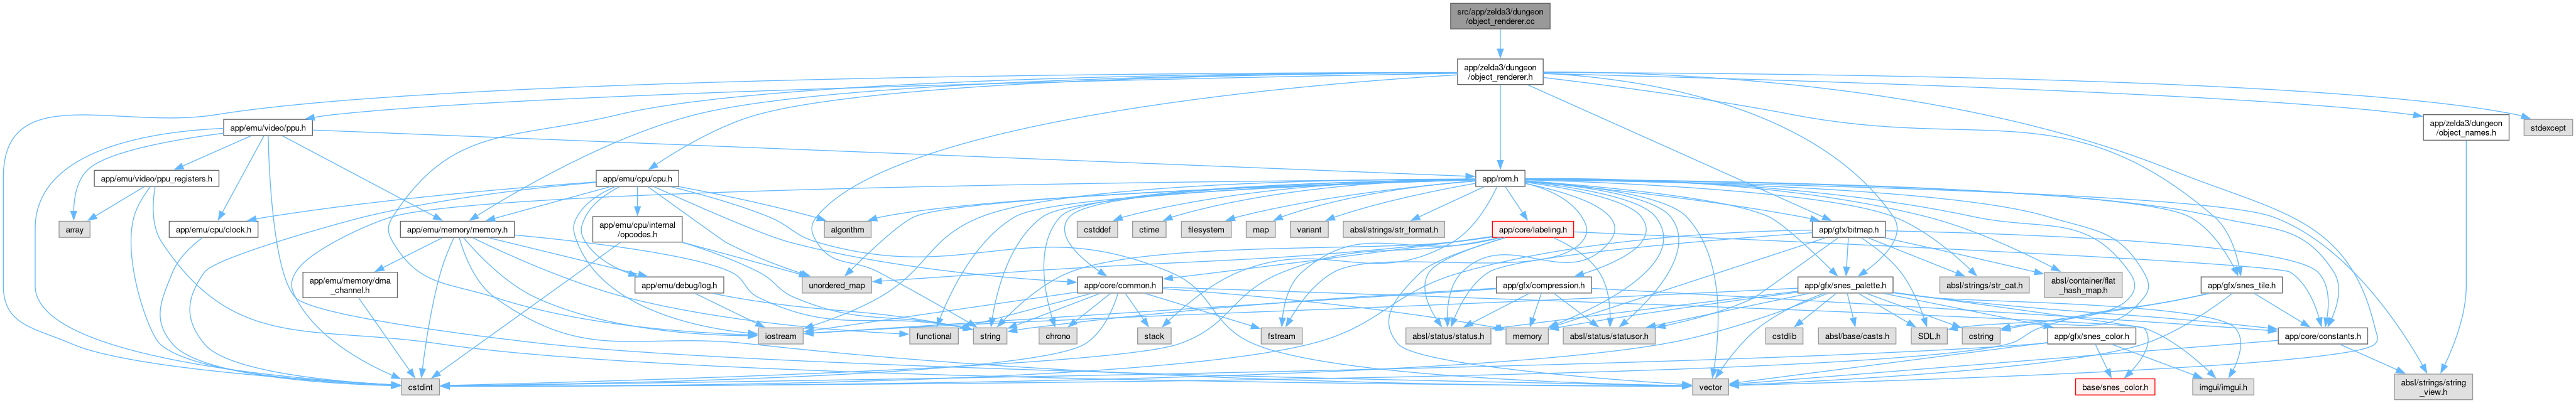 src/app/zelda3/dungeon
/object_renderer.cc
app/zelda3/dungeon
/object_renderer.h
app/emu/video/ppu.h
app/zelda3/dungeon
/object_names.h
stdexcept
app/emu/video/ppu_registers.h
app/emu/cpu/cpu.h
app/rom.h
array
app/emu/cpu/clock.h
app/emu/memory/memory.h
app/emu/cpu/internal
/opcodes.h
algorithm
cstddef
ctime
filesystem
map
variant
absl/strings/str_format.h
app/core/labeling.h
app/gfx/bitmap.h
app/emu/memory/dma
_channel.h
app/emu/debug/log.h
unordered_map
app/core/common.h
app/gfx/compression.h
app/gfx/snes_palette.h
absl/strings/str_cat.h
absl/container/flat
_hash_map.h
app/gfx/snes_tile.h
iostream
functional
string
chrono
stack
fstream
absl/status/status.h
memory
absl/status/statusor.h
cstdlib
absl/base/casts.h
SDL.h
cstring
app/gfx/snes_color.h
app/core/constants.h
cstdint
vector
base/snes_color.h
imgui/imgui.h
absl/strings/string
_view.h